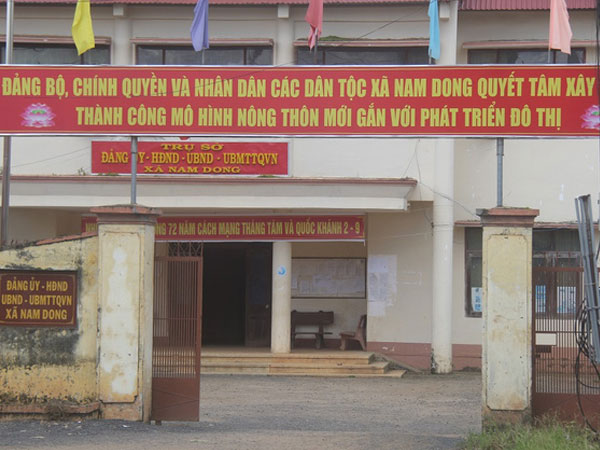 ĐẢNG BỘ, CHÍNH QUYỀN VÀ NHÂN DÂN CÁC DÂN TỘC XÃ NAM DONG QUYẾT TÂM XÂY
THÀNH CÔNG MÔ HÌNH NÔNG THÔN MỚI GẮN VỚI PHÁT TRIỂN ĐÔ THỊ
TRỤ SỞ
ĐẢNG ỦY - HĐND - UBND - UBMTTQVN
XÃ NAM DONG
72 NĂM CÁCH MẠNG THÁNG TÁM VÀ QUỐC KHÁNH 2 - 9
ĐẢNG ỦY - HĐND
UBND - UBMTTQVN
XÃ NAM DONG